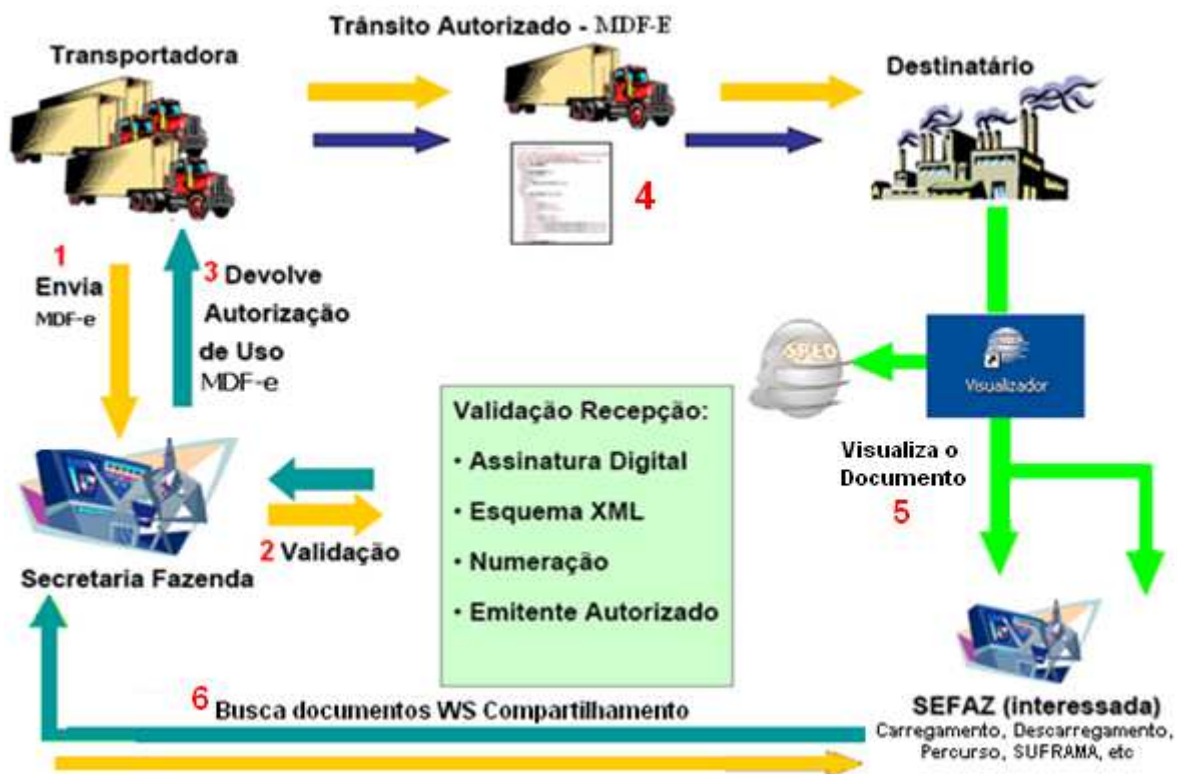 Trânsito Autorizado - MDF-E
Transportadora
Destinatário
4
1
Envia
MDF-e
3 Devolve
Autorização
de Uso
MDF-e
SPED
Visualizador
Validação Recepção:
• Assinatura Digital
• Esquema XML
• Numeração
• Emitente Autorizado
Visualiza o
Documento
5
2 Validação
Secretaria Fazenda
6 Busca documentos WS Compartilhamento
SEFAZ (interessada)
Carregamento, Descarregamento,
Percurso, SUFRAMA, etc